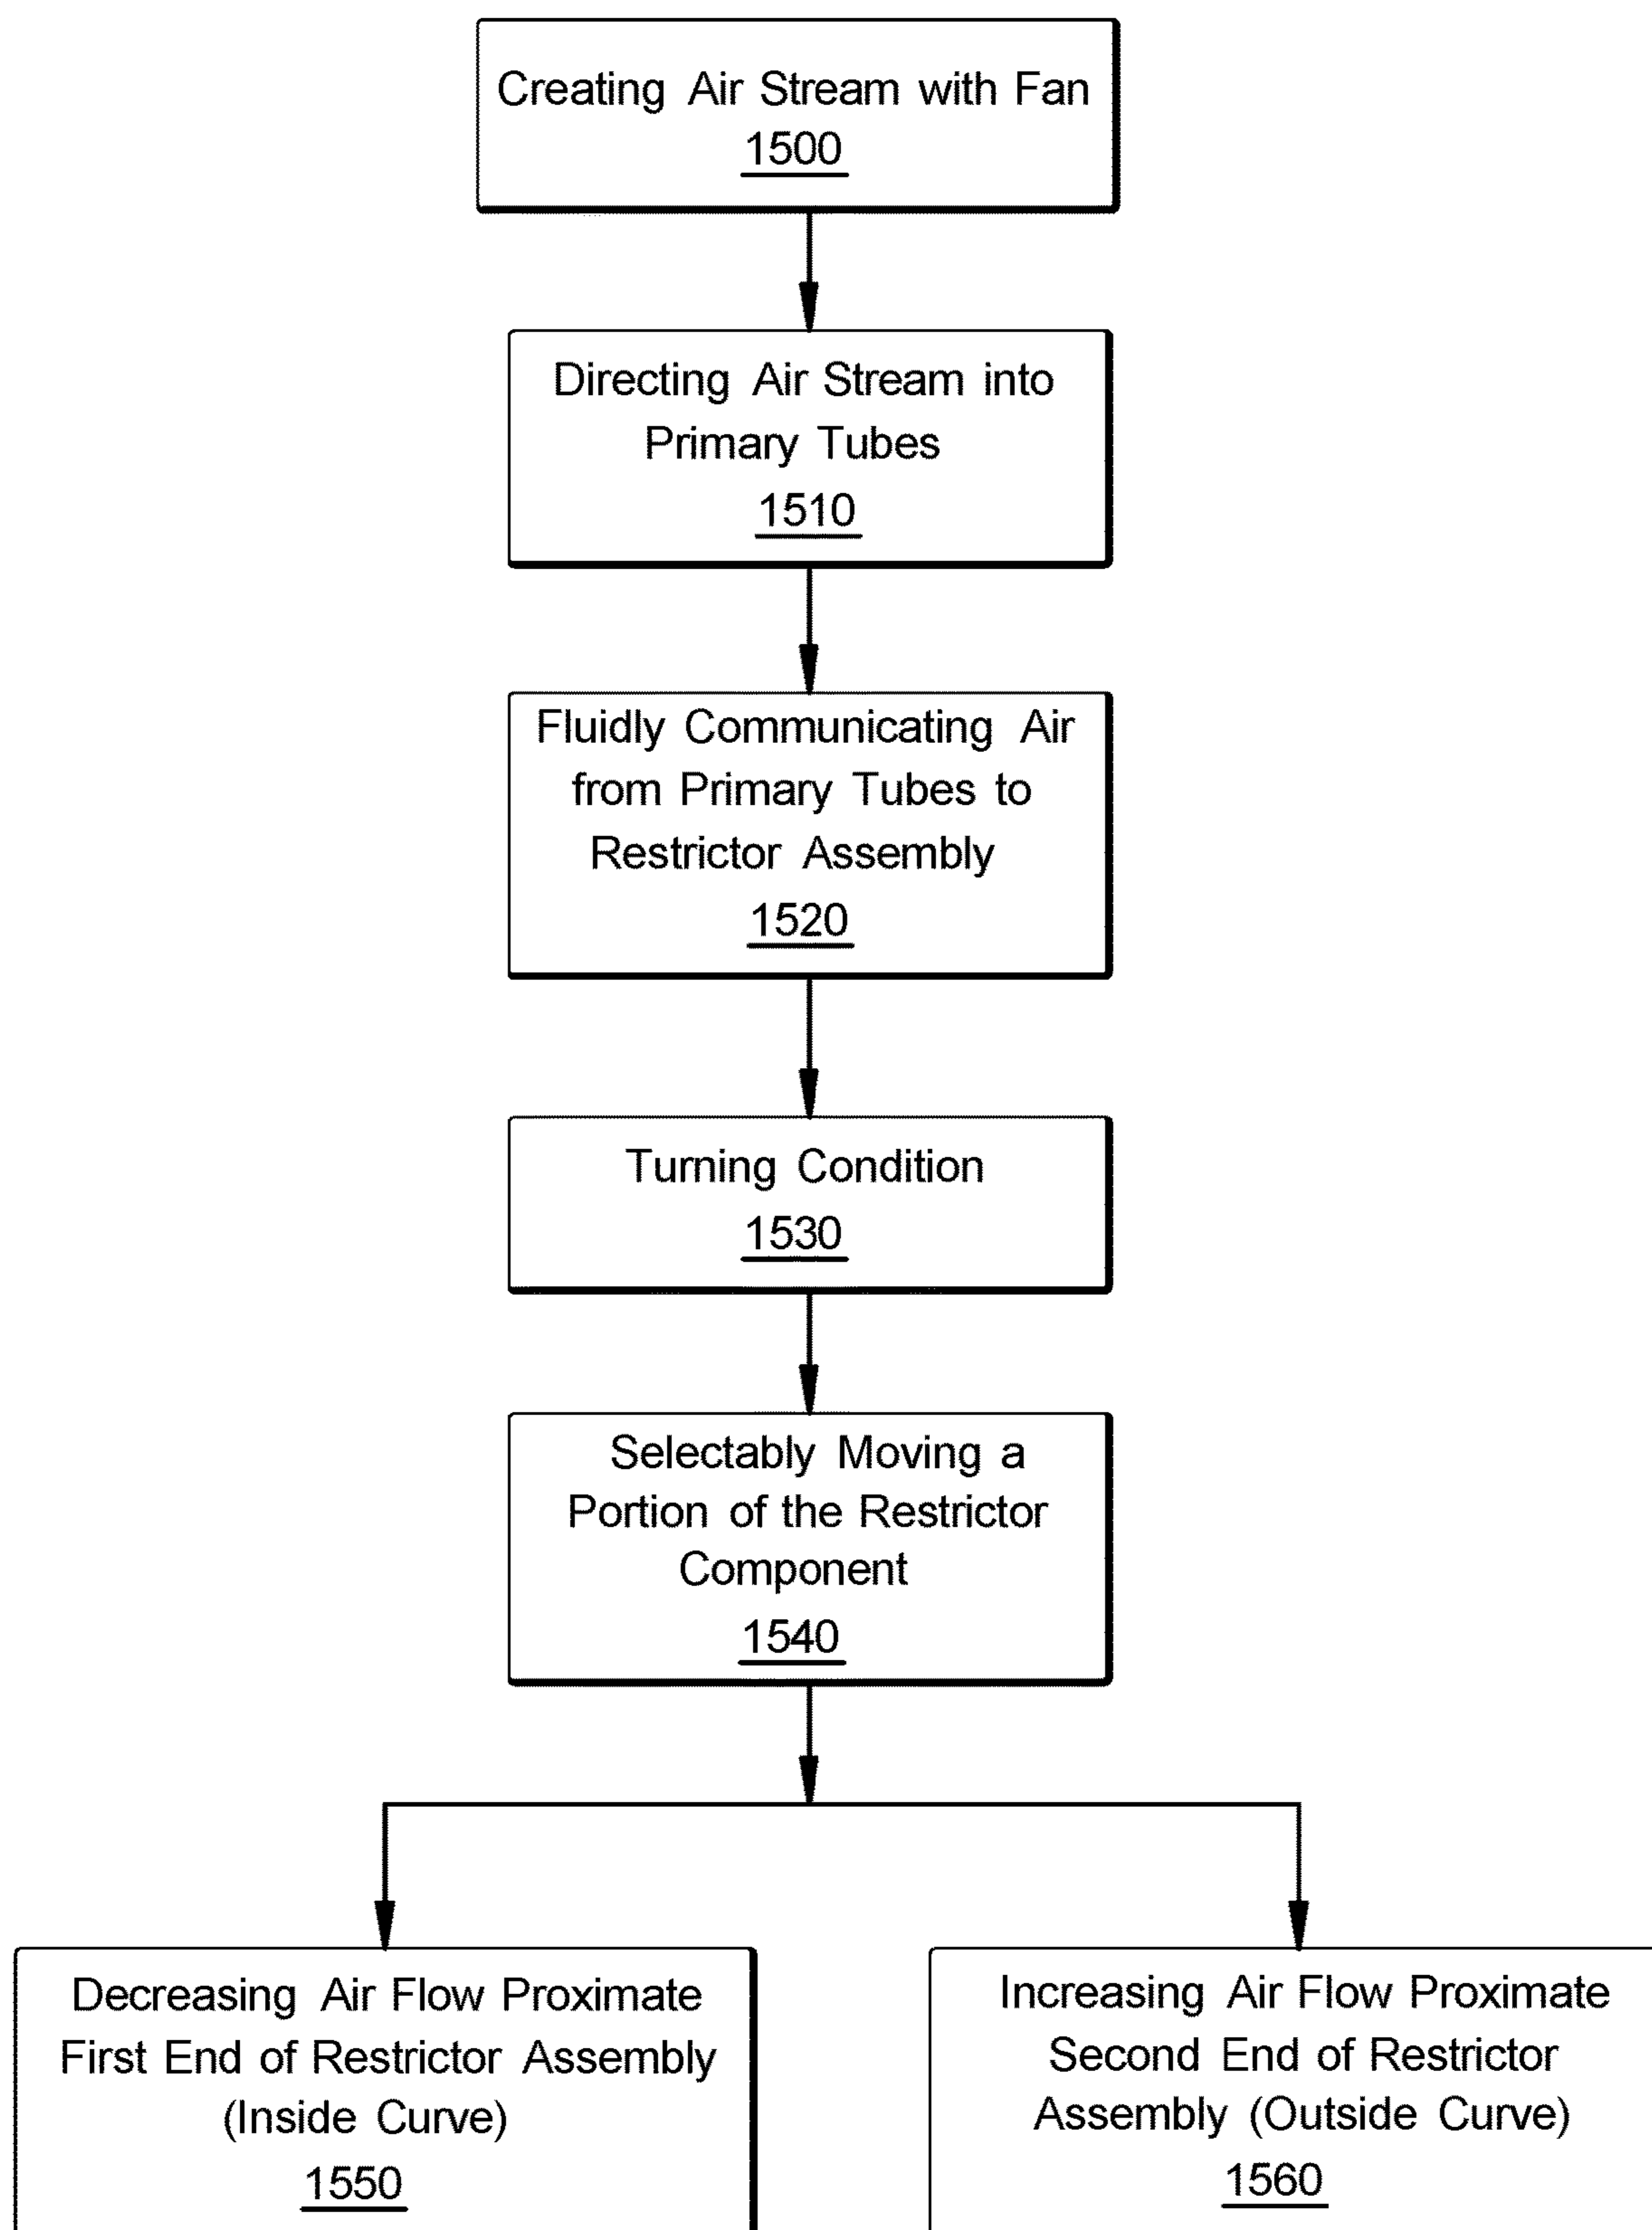 Creating Air Stream with Fan
1500
Directing Air Stream into
Primary Tubes
1510
Fluidly Communicating Air
from Primary Tubes to
Restrictor Assembly
1520
Turning Condition
1530
Selectably Moving a
Portion of the Restrictor
Component
1540
Decreasing Air Flow Proximate
First End of Restrictor Assembly
(Inside Curve)
1550
Increasing Air Flow Proximate
Second End of Restrictor
Assembly (Outside Curve)
1560